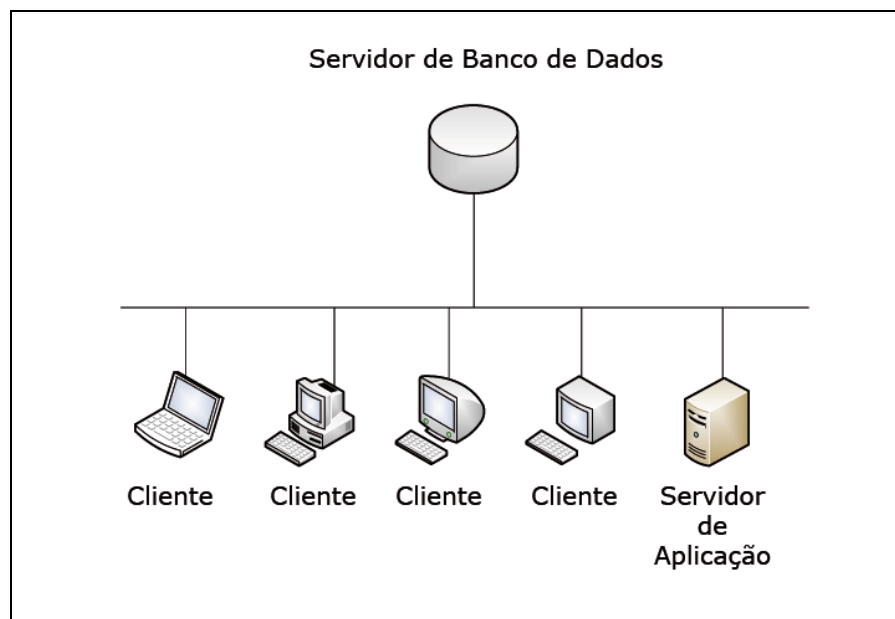 Servidor de Banco de Dados
Cliente
Cliente
Cliente
Cliente
Servidor
de
Aplicação